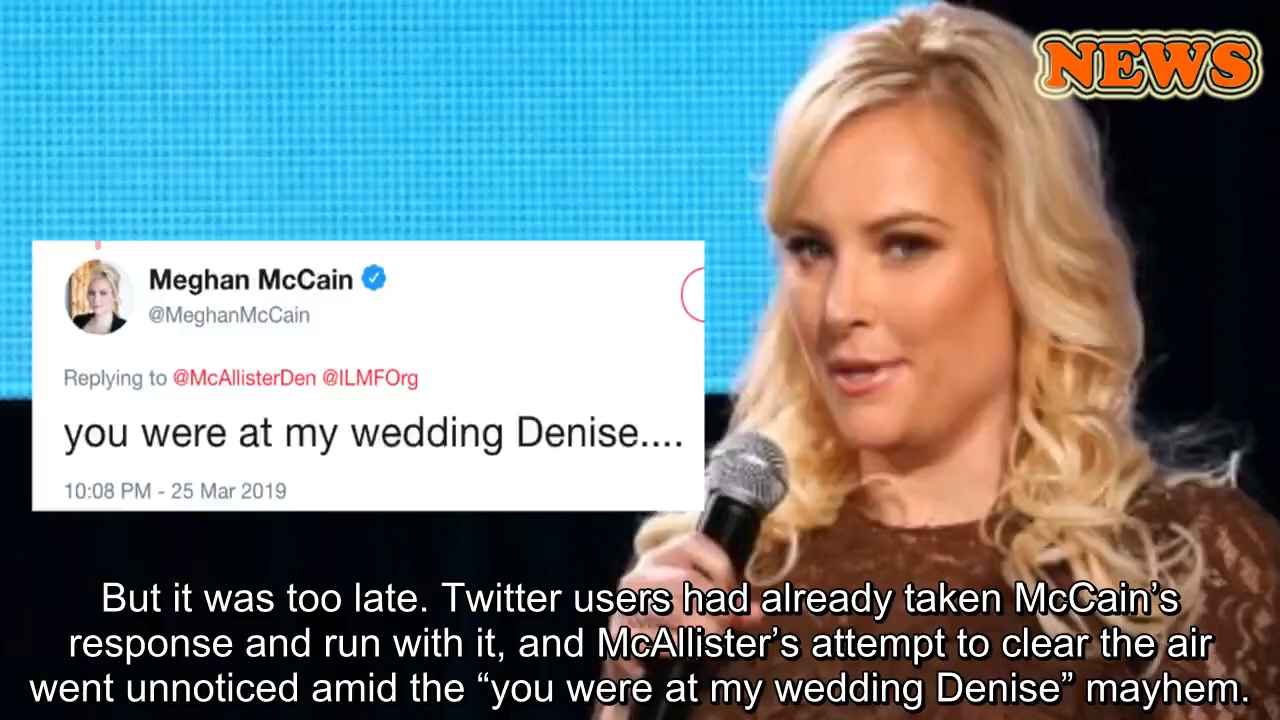 NEWS
Meghan McCain
@MeghanMcCain
Replying to @McAllisterDen @ILMFOrg
you were at my wedding Denise....
10:08 PM - 25 Mar 2019
But it was too late. Twitter users had already taken McCain’s
response and run with it, and McAllister’s attempt to clear the air
went unnoticed amid the “you were at my wedding Denise” mayhem.